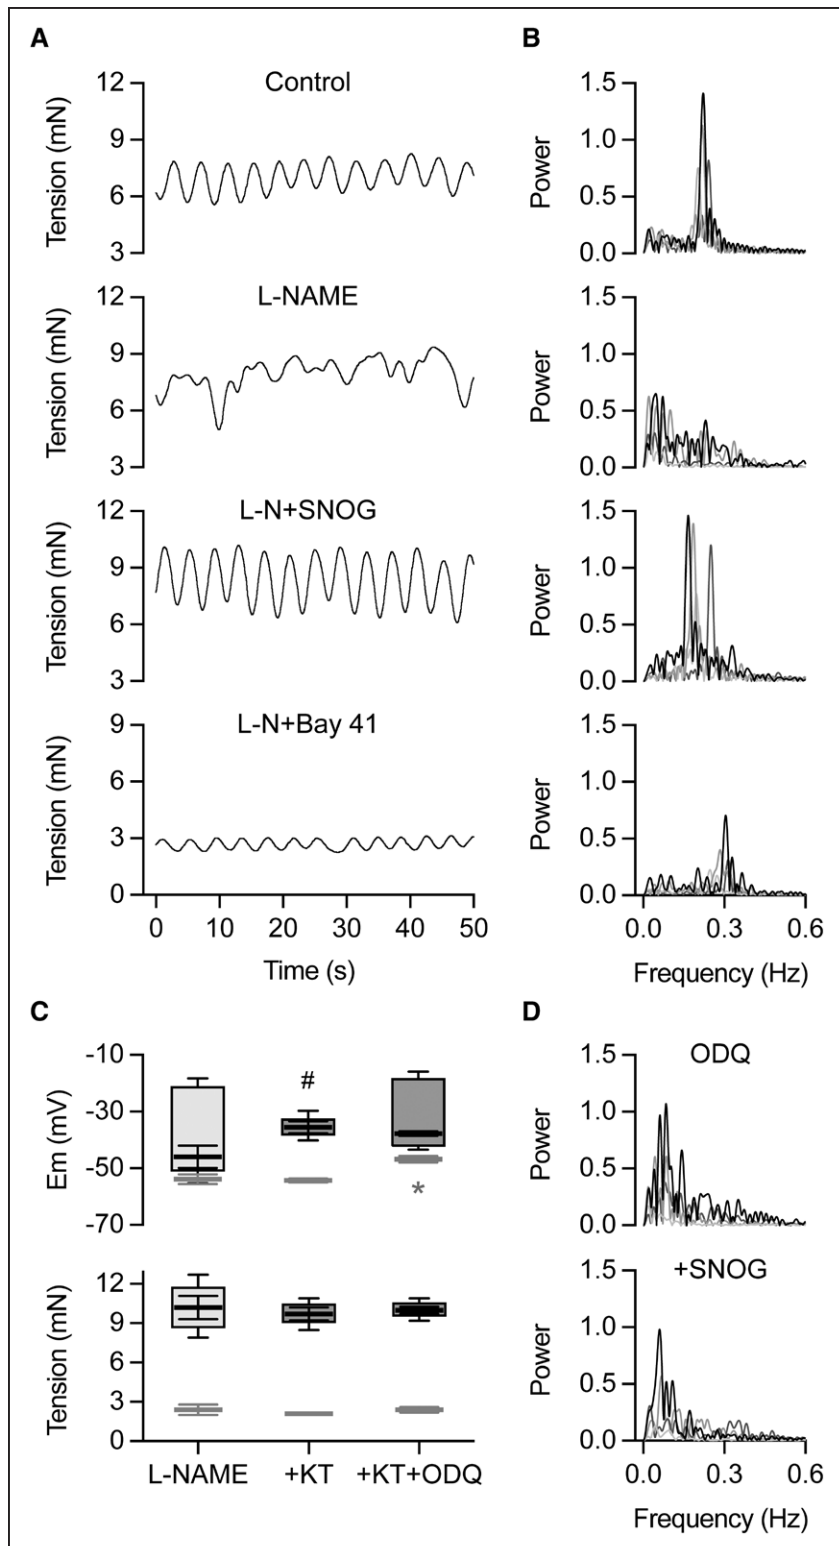 A
Control
Tension (mN)
12
9
6
3
L-NAME
Tension (mN)
12
9
6
3
L-N+SNOG
Tension (mN)
12
9
6
3
L-N+Bay 41
Tension (mN)
9
6
3
0
0 10 20 30 40 50
Time (s)
B
Power
1.5
1.0
0.5
0.0
Power
1.5
1.0
0.5
0.0
Power
1.5
1.0
0.5
0.0
Power
1.5
1.0
0.5
0.0
0.0 0.3 0.6
Frequency (Hz)
C
Em (mV)
-10
-30
-50
-70
#
*
Tension (mN)
12
9
6
3
0
L-NAME +KT +KT+ODQ
D
ODQ
Power
1.5
1.0
0.5
0.0
+SNOG
Power
1.5
1.0
0.5
0.0
0.0 0.3 0.6
Frequency (Hz)